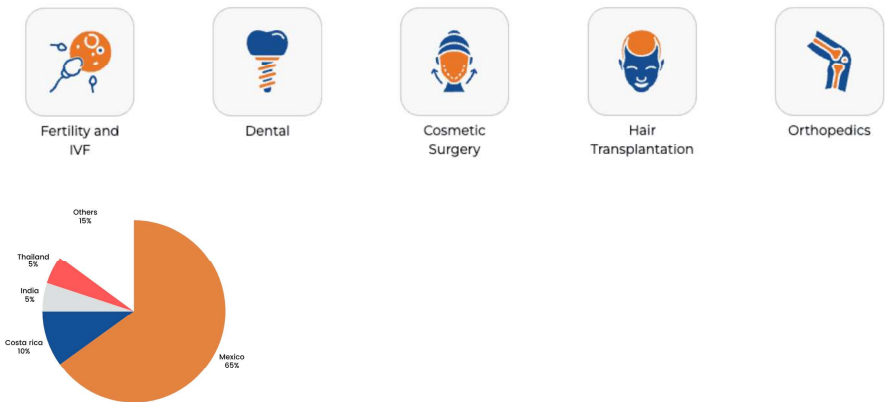 Fertility and
IVF
Dental
Cosmetic
Surgery
Hair
Transplantation
Orthopedics
Others
15%
Thailand
5%
India
5%
Costa rica
10%
Mexico
65%